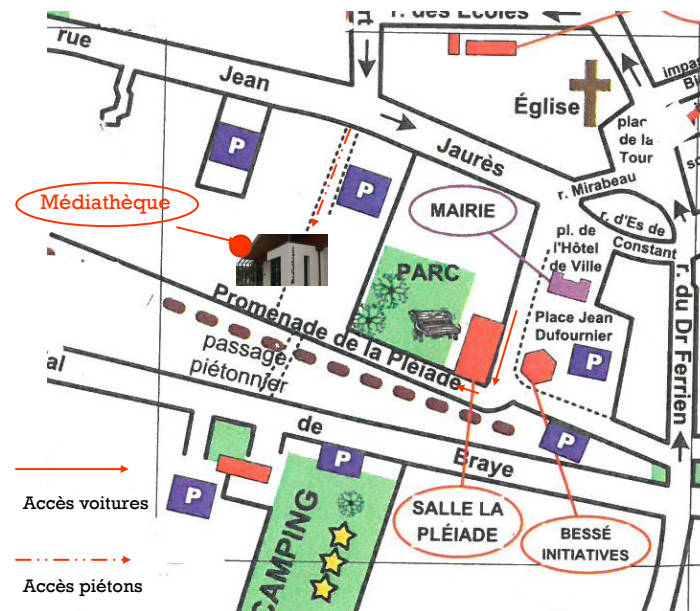 r. des Écoles
rue
Jean
Jaurès
Église
plac
de la
Tour
r. Mirabeau
r. d'Es de
Constant
P
P
Médiathèque
MAIRIE
pl. de
l'Hôtel
de Ville
PARC
Place Jean
Dufournier
P
r. du Dr Ferrien
Promenade de la Pléiade
passage
piétonnier
al
de
Braye
P
P
P
CAMPING
SALLE LA
PLÉIADE
BESSÉ
INITIATIVES
Accès voitures
Accès piétons